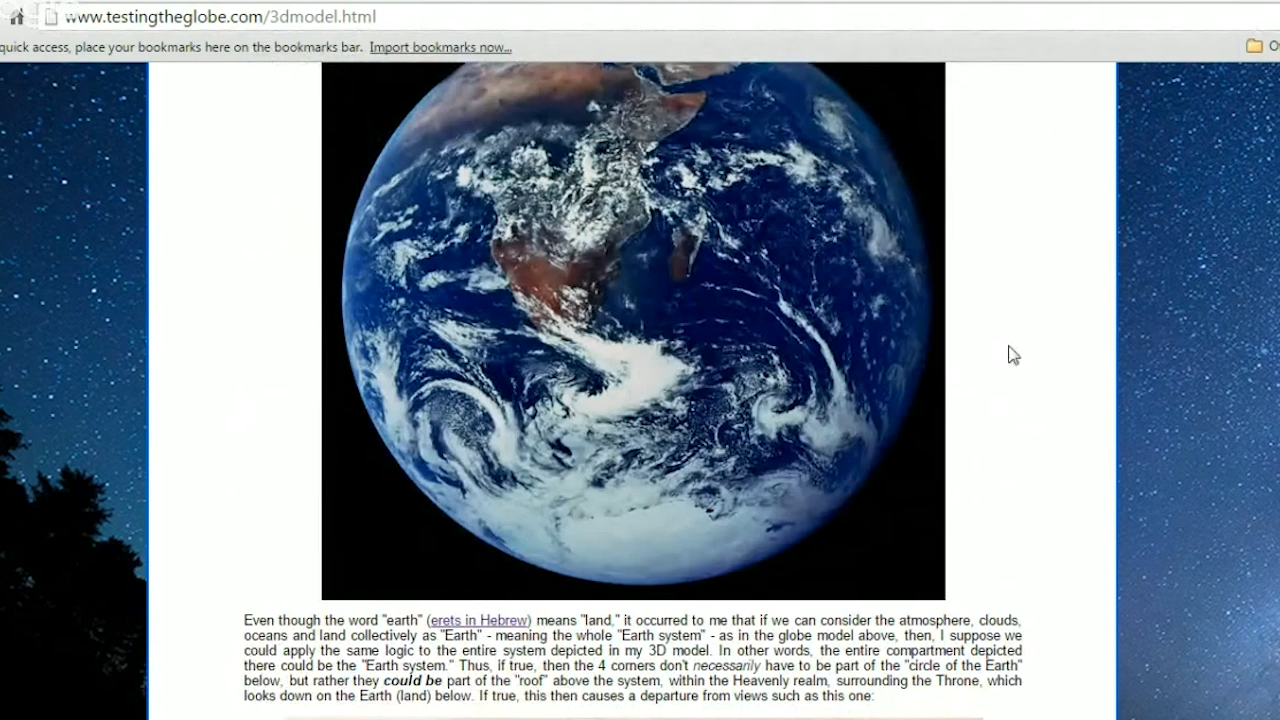 www.testingtheglobe.com/3dmodel.html
quick access, place your bookmarks here on the bookmarks bar. Import bookmarks now...
Even though the word "earth" (erets in Hebrew) means "land," it occurred to me that if we can consider the atmosphere, clouds,
oceans and land collectively as "Earth" - meaning the whole "Earth system" - as in the globe model above, then, I suppose we
could apply the same logic to the entire system depicted in my 3D model. In other words, the entire compartment depicted
there could be the "Earth system." Thus, if true, then the 4 corners don't necessarily have to be part of the "circle of the Earth"
below, but rather they could be part of the "roof" above the system, within the Heavenly realm, surrounding the Throne, which
looks down on the Earth (land) below. If true, this then causes a departure from views such as this one: